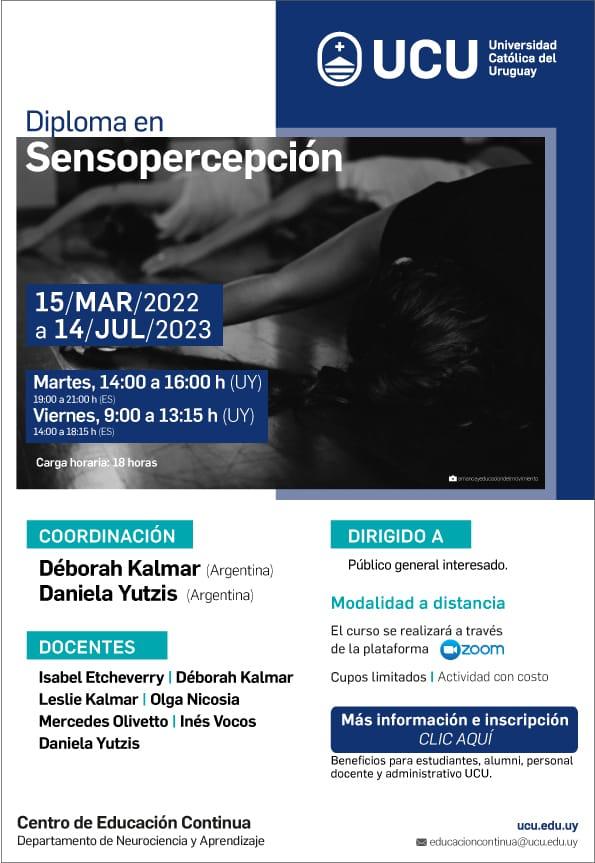 UCU
Universidad
Católica del
Uruguay
Diploma en
Sensopercepción
15/MAR/2022
a 14/JUL/2023
Martes, 14:00 a 16:00 h (UY)
19:00 a 21:00 h (ES)
Viernes, 9:00 a 13:15 h (UY)
14:00 a 18:15 h (ES)
Carga horaria: 18 horas
amancayeducaciondelmovimiento
COORDINACIÓN
Déborah Kalmar (Argentina)
Daniela Yutzis (Argentina)
DOCENTES
Isabel Etcheverry | Déborah Kalmar
Leslie Kalmar | Olga Nicosia
Mercedes Olivetto | Inés Vocos
Daniela Yutzis
DIRIGIDO A
Público general interesado.
Modalidad a distancia
El curso se realizará a través
de la plataforma zoom
Cupos limitados | Actividad con costo
Más información e inscripción
CLIC AQUÍ
Beneficios para estudiantes, alumni, personal
docente y administrativo UCU.
Centro de Educación Continua
Departamento de Neurociencia y Aprendizaje
ucu.edu.uy
educacioncontinua@ucu.edu.uy